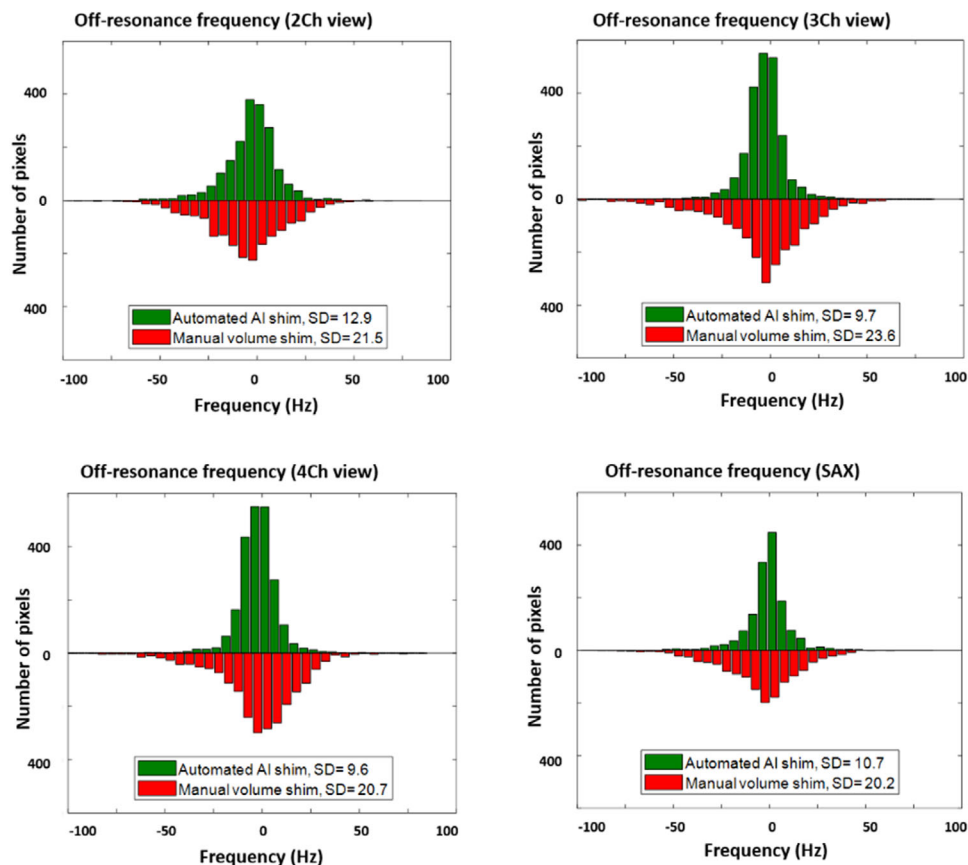 Off-resonance frequency (2Ch view)
Number of pixels
400
0
400
Automated AI shim, SD= 12.9
Manual volume shim, SD= 21.5
-100 -50 0 50 100
Frequency (Hz)
Off-resonance frequency (3Ch view)
Number of pixels
400
0
400
Automated AI shim, SD= 9.7
Manual volume shim, SD= 23.6
-100 -50 0 50 100
Frequency (Hz)
Off-resonance frequency (4Ch view)
Number of pixels
400
0
400
Automated AI shim, SD= 9.6
Manual volume shim, SD= 20.7
-100 -50 0 50 100
Frequency (Hz)
Off-resonance frequency (SAX)
Number of pixels
400
0
400
Automated AI shim, SD= 10.7
Manual volume shim, SD= 20.2
-100 -50 0 50 100
Frequency (Hz)